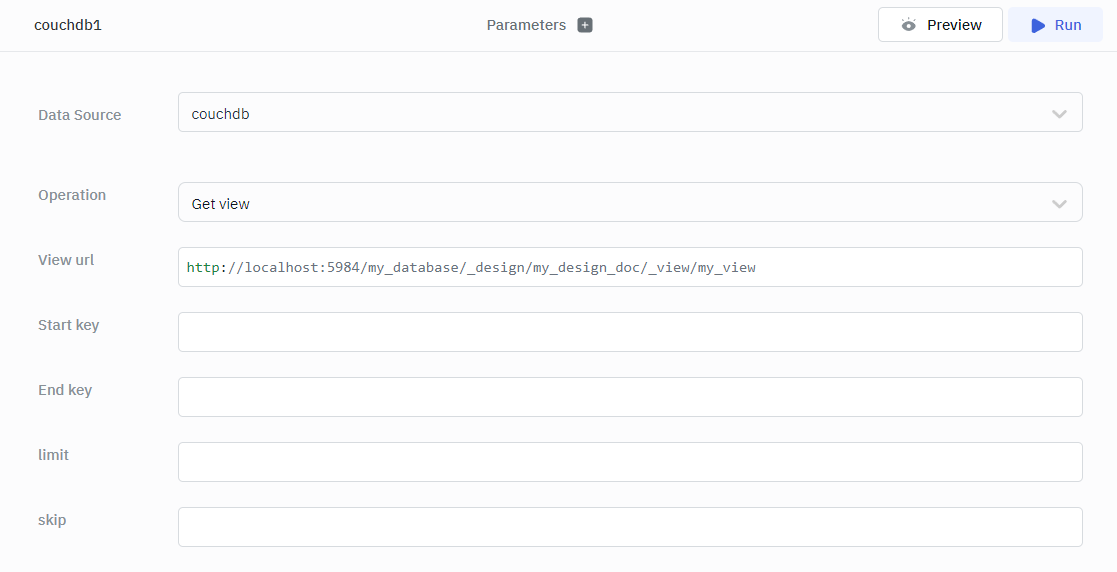 couchdb1
Parameters +
Preview
Run
Data Source
couchdb
Operation
Get view
View url
http://localhost:5984/my_database/_design/my_design_doc/_view/my_view
Start key
End key
limit
skip